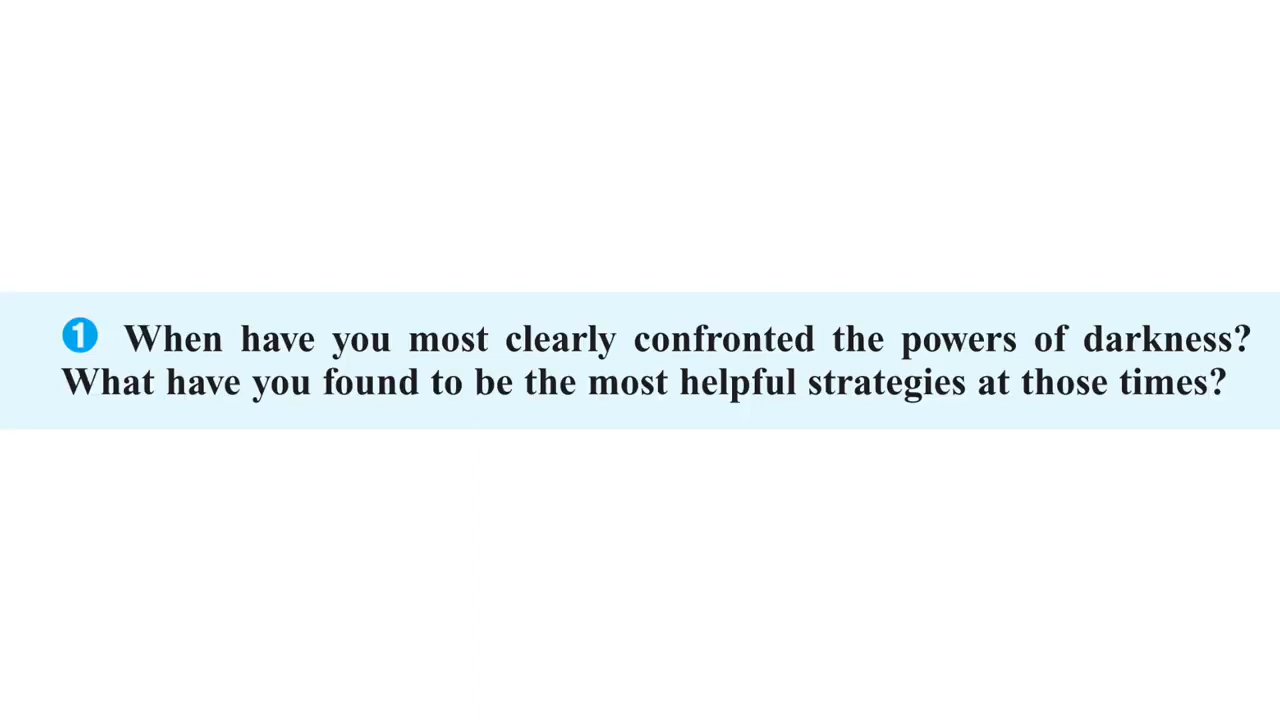 ❶ When have you most clearly confronted the powers of darkness?
What have you found to be the most helpful strategies at those times?